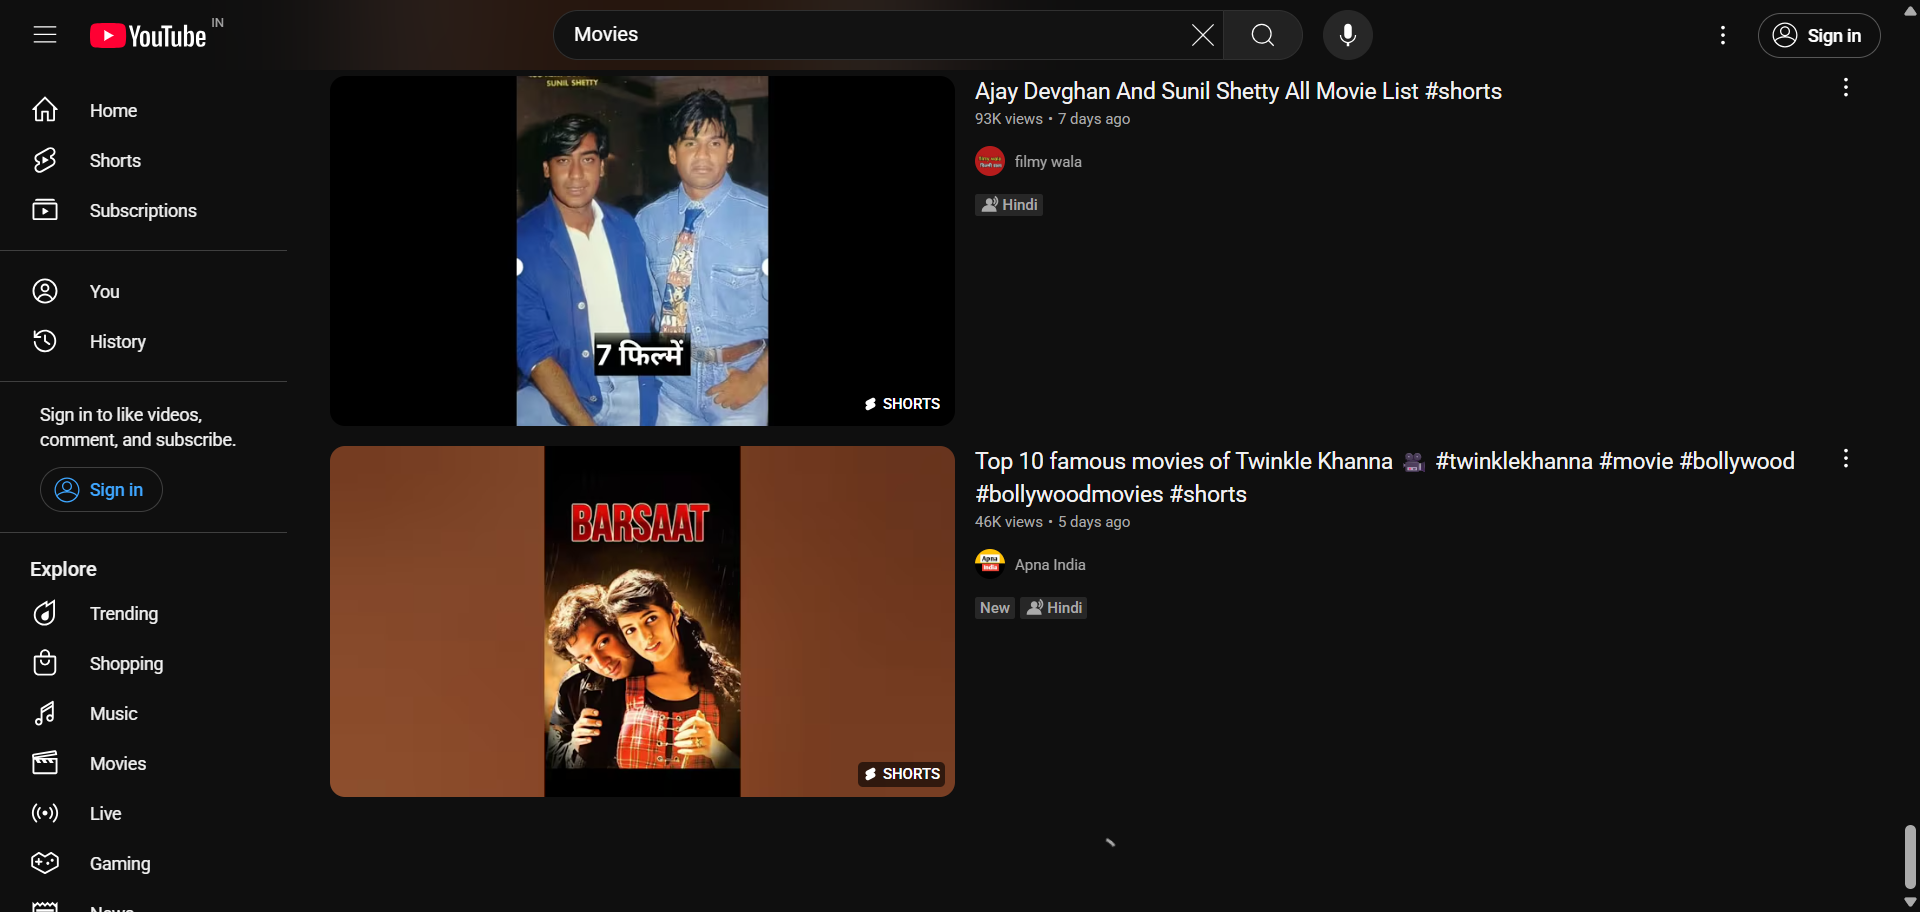 YouTube IN
Movies
Sign in
Home
Shorts
Subscriptions
You
History
Sign in to like videos,
comment, and subscribe.
Sign in
Explore
Trending
Shopping
Music
Movies
Live
Gaming
SUNIL SHETTY
7 फिल्में
SHORTS
Ajay Devghan And Sunil Shetty All Movie List #shorts
93K views • 7 days ago
filmy wala
Hindi
BARSAAT
SHORTS
Top 10 famous movies of Twinkle Khanna 🎥 #twinklekhanna #movie #bollywood
#bollywoodmovies #shorts
46K views • 5 days ago
Apna
India
Apna India
New
Hindi